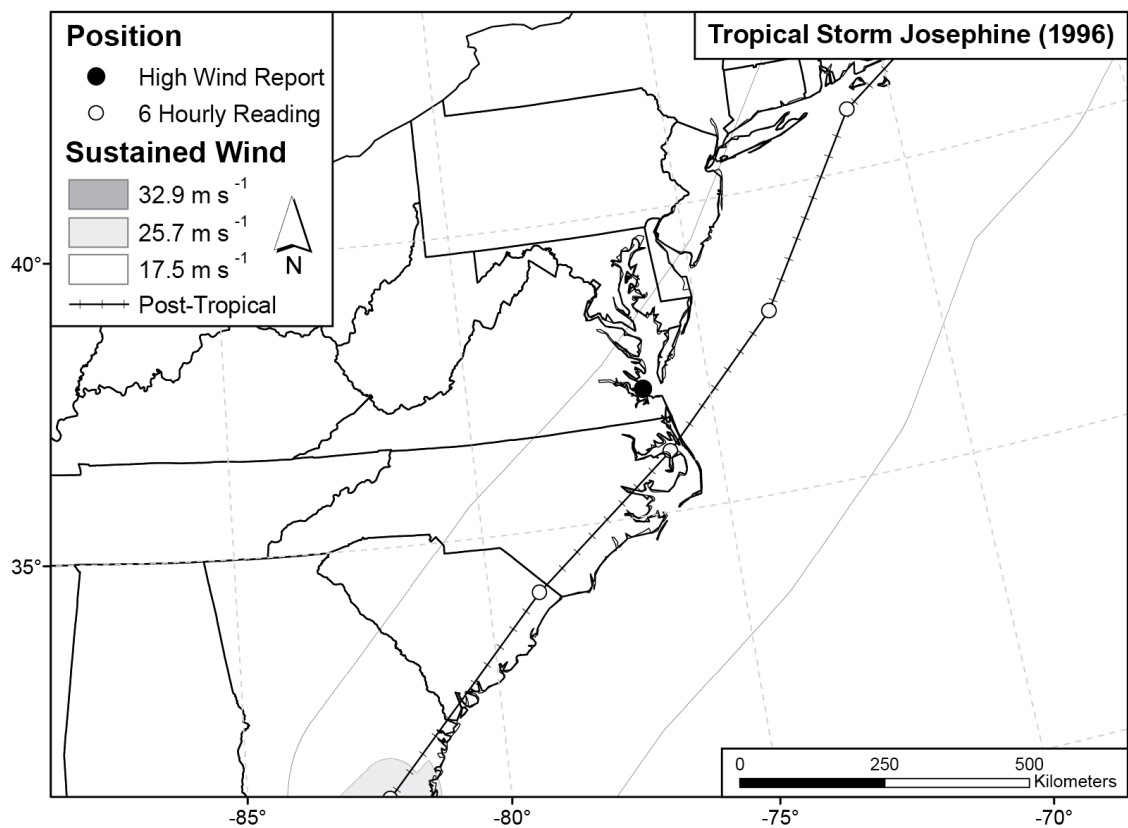 Position
High Wind Report
6 Hourly Reading
Sustained Wind
32.9 m s -1
25.7 m s -1
17.5 m s -1
Post-Tropical
N
Tropical Storm Josephine (1996)
40°
35°
0 250 500
Kilometers
-85° -80° -75° -70°